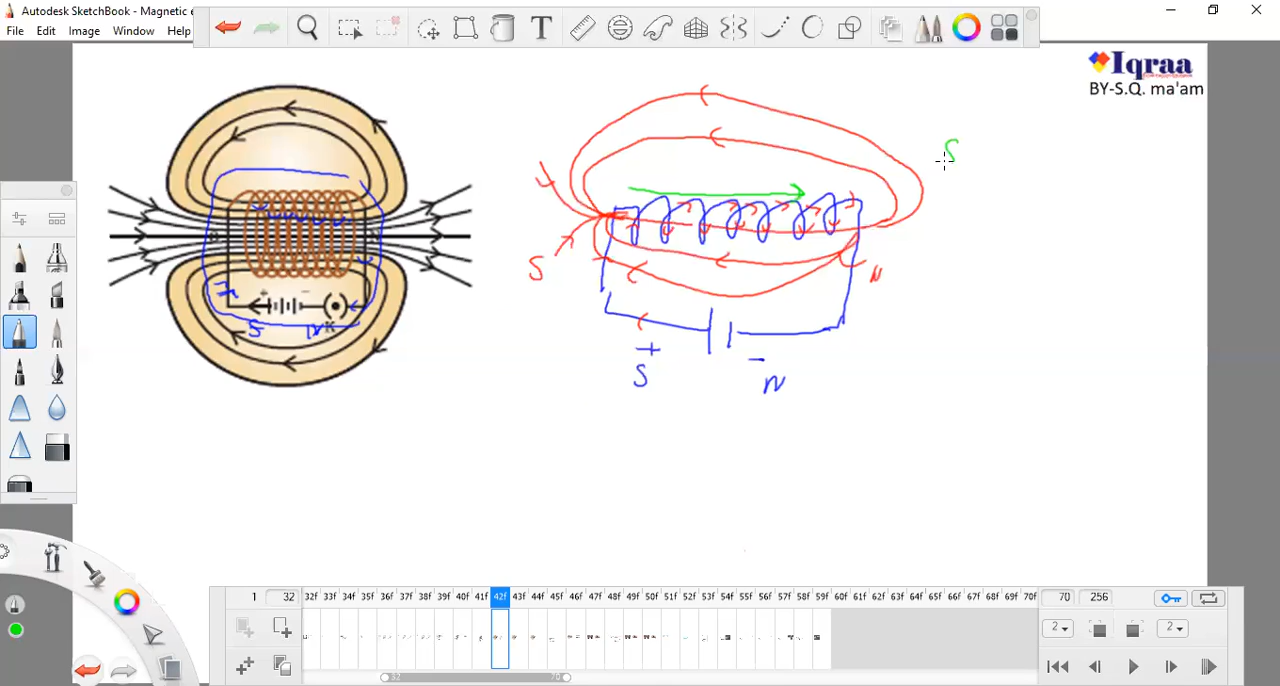 Autodesk SketchBook - Magnetic e
File Edit Image Window Help
T
Iqraa
BY-S.Q. ma'am
S
S
N
+ -
K
S N
+ -
S
N
1 32 32f 33f 34f 35f 36f 37f 38f 39f 40f 41f 42f 43f 44f 45f 46f 47f 48f 49f 50f 51f 52f 53f 54f 55f 56f 57f 58f 59f 60f 61f 62f 63f 64f 65f 66f 67f 68f 69f 70f 70 256
2 2
32 70